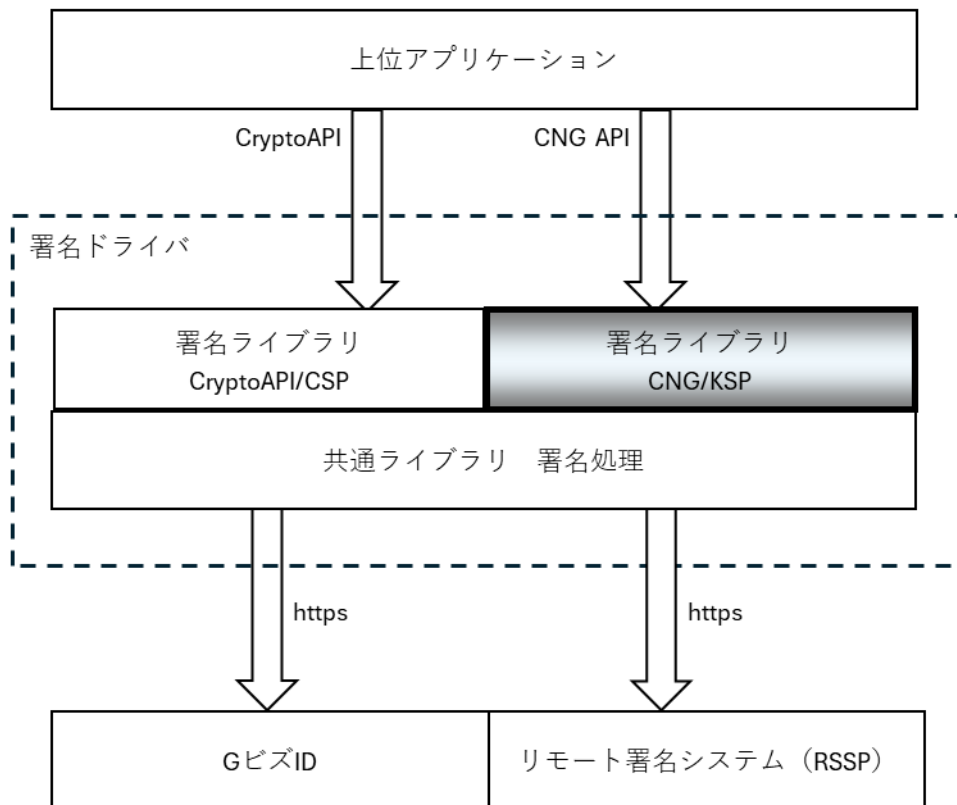 上位アプリケーション
CryptoAPI
CNG API
署名ドライバ
署名ライブラリ
CryptoAPI/CSP
署名ライブラリ
CNG/KSP
共通ライブラリ　署名処理
https
https
GビズID
リモート署名システム（RSSP）